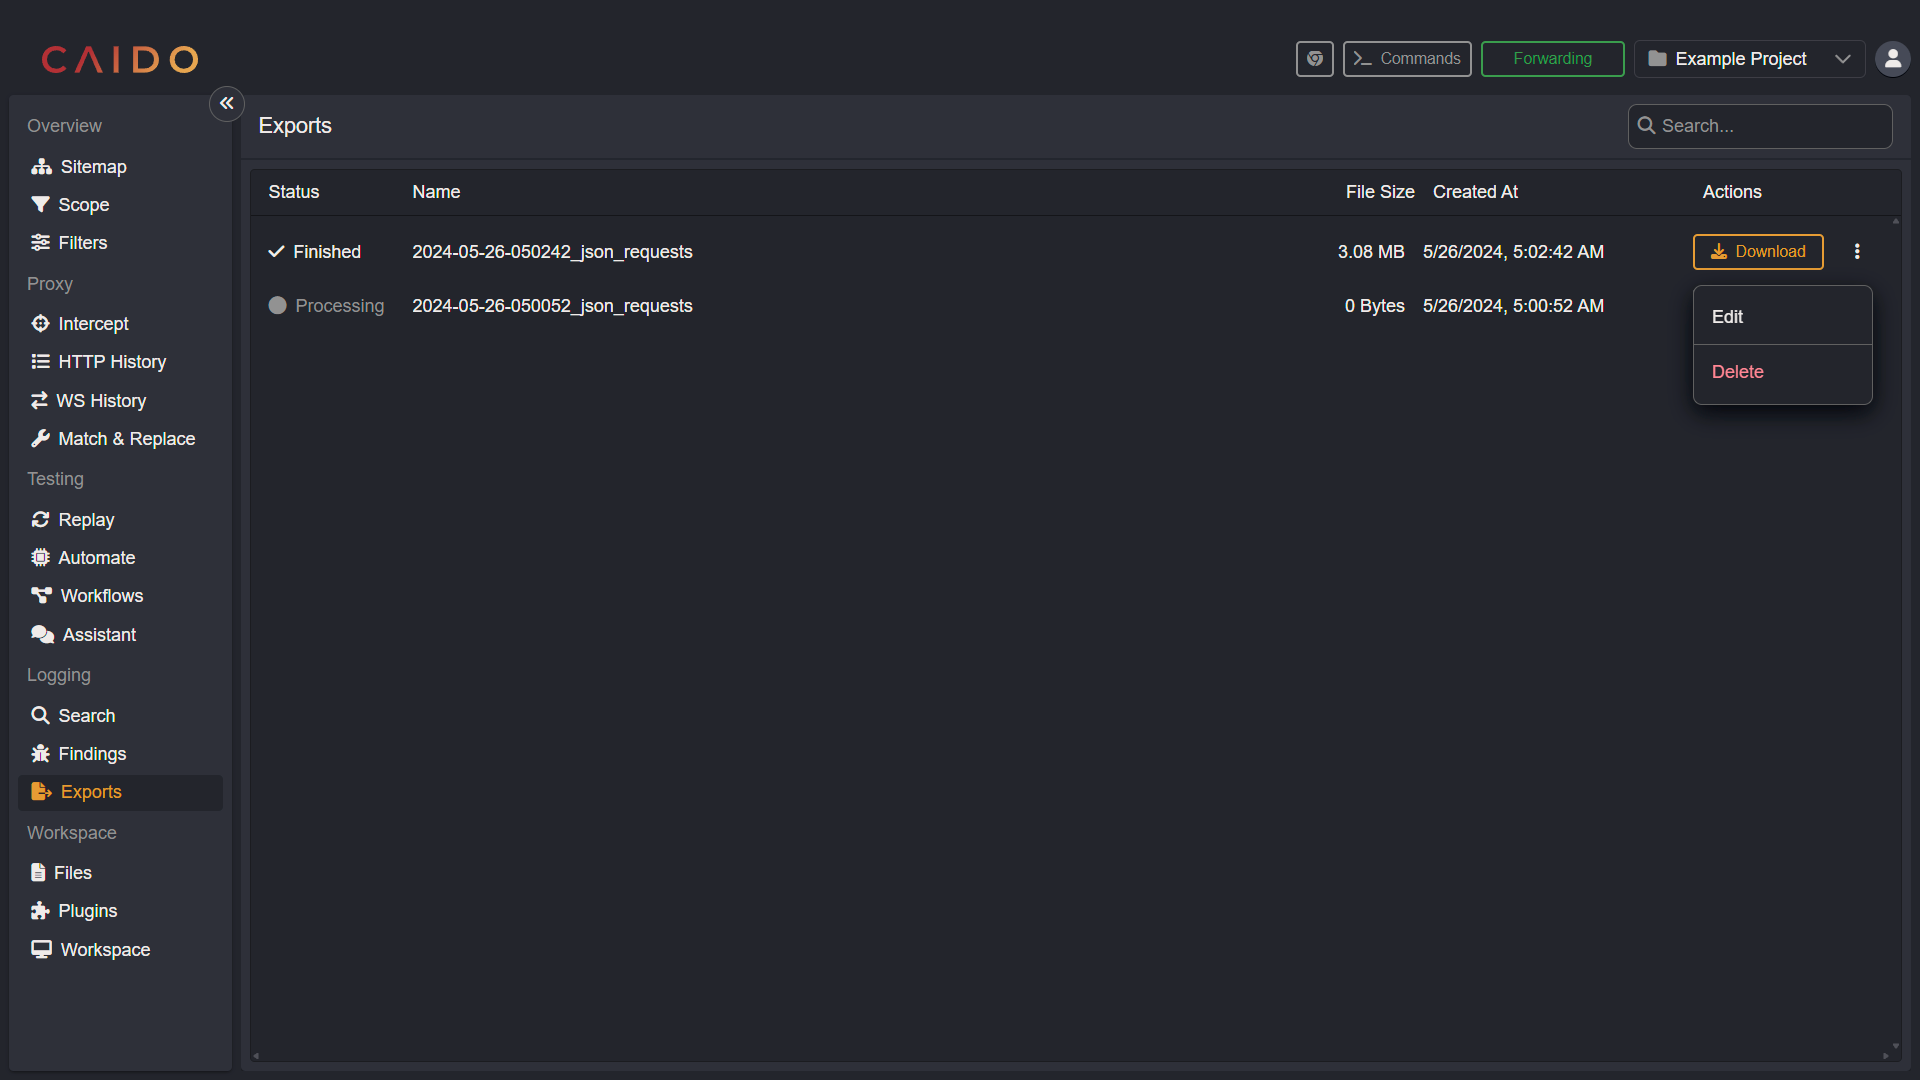 CAIDO
Commands
Forwarding
Example Project
Overview
Sitemap
Scope
Filters
Proxy
Intercept
HTTP History
WS History
Match & Replace
Testing
Replay
Automate
Workflows
Assistant
Logging
Search
Findings
Exports
Workspace
Files
Plugins
Workspace
Exports
Search...
Status Name File Size Created At Actions
Finished 2024-05-26-050242_json_requests 3.08 MB 5/26/2024, 5:02:42 AM Download
Processing 2024-05-26-050052_json_requests 0 Bytes 5/26/2024, 5:00:52 AM
Edit
Delete